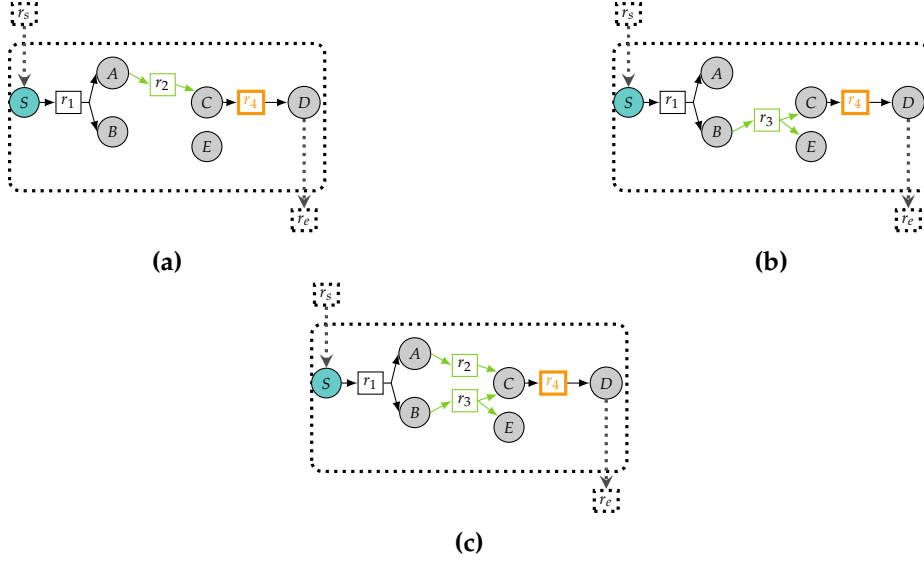 r_s r_s
A A
S r_1 r_2 C r_4 D S r_1 C r_4 D
B E B r_3 E
r_e r_e
(a) (b)
r_s
A
r_2
S r_1 C r_4 D
r_3
B E
r_e
(c)